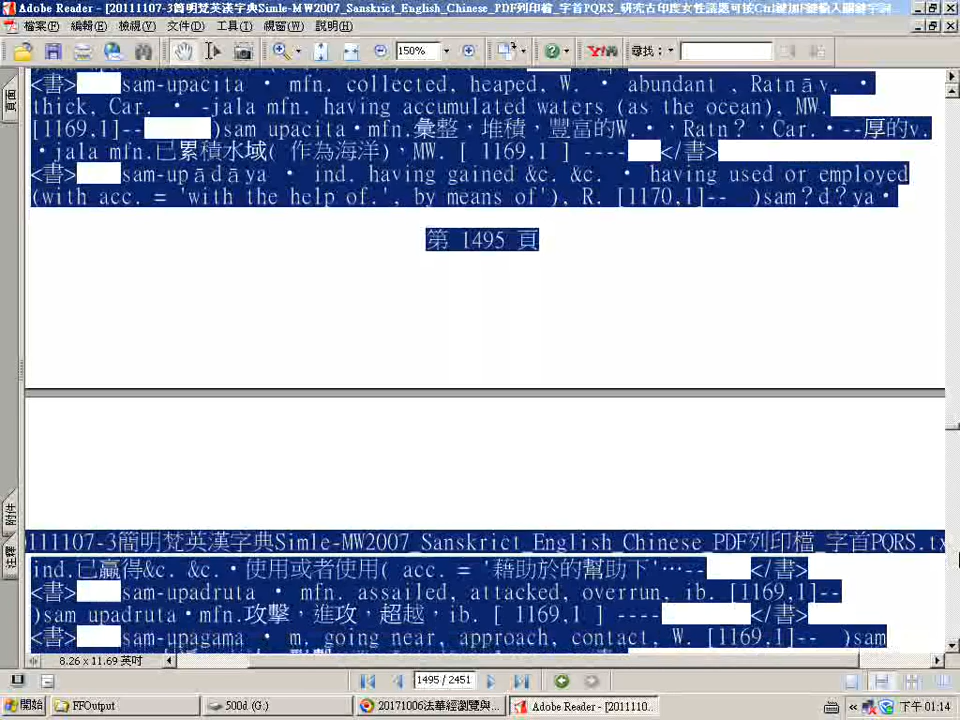 Adobe Reader - [20111107-3簡明梵英漢字典Simle-MW2007_Sanskrict_English_Chinese_PDF列印檔_字首PQRS_研究古印度女性議題可按Ctrl鍵加F鍵輸入關鍵字
檔案(F) 編輯(E) 檢視(V) 文件(D) 工具(T) 視窗(W) 說明(H)
150% Y! 尋找：
頁面
<書> sam-upacita • mfn. collected, heaped, W. • abundant , Ratnāv. •
thick, Car. • -jala mfn. having accumulated waters (as the ocean), MW.
[1169,1]-- )sam upacita•mfn.彙整，堆積，豐富的W.•，Ratn？，Car.•--厚的v.
•jala mfn.已累積水域( 作為海洋)，MW. [ 1169,1 ] ---- </書>
<書> sam-upādāya • ind. having gained &c. &c. • having used or employed
(with acc. = 'with the help of.', by means of'), R. [1170,1]-- )sam？d？ya•
第 1495 頁
111107-3簡明梵英漢字典Simle-MW2007_Sanskrict_English_Chinese_PDF列印檔_字首PQRS.tx
ind.已贏得&c. &c.•使用或者使用( acc. = '藉助於的幫助下'…-- </書>
<書> sam-upadruta • mfn. assailed, attacked, overrun, ib. [1169,1]--
)sam upadruta•mfn.攻擊，進攻，超越，ib. [ 1169,1 ] ---- </書>
<書> sam-upagama • m. going near, approach, contact, W. [1169,1]-- )sam
附件
注釋
8.26 x 11.69 英吋
1495 / 2451
開始 FFOutput 500d (G:) 20171006法華經瀏覽與... Adobe Reader - [2011110... « 下午 01:14